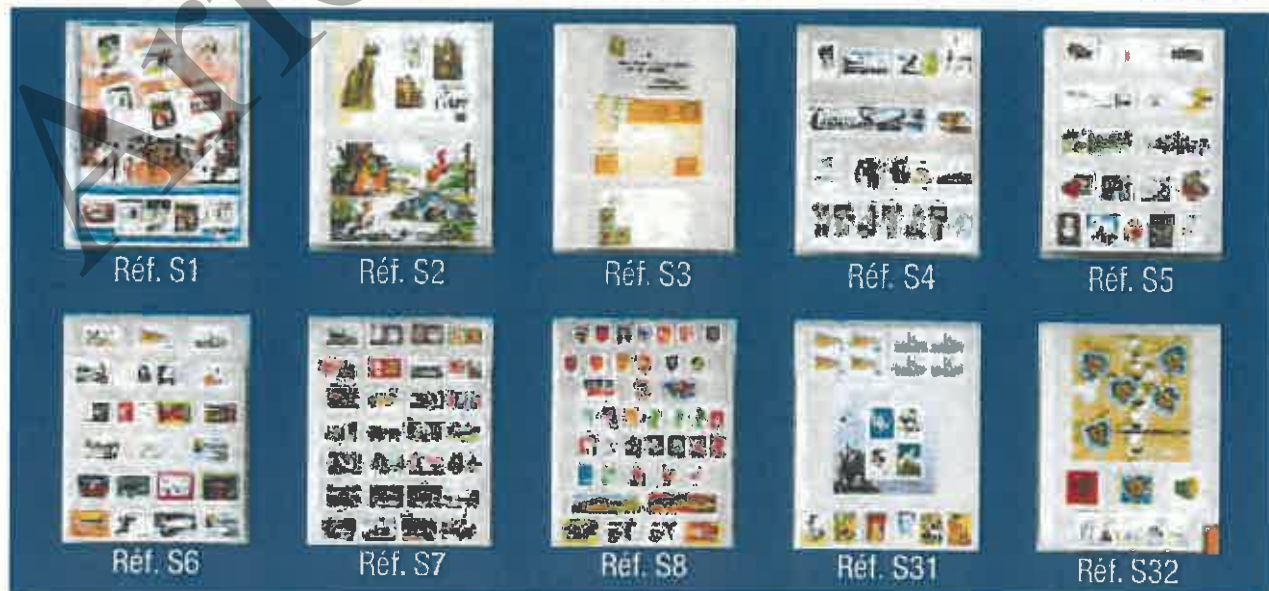 Réf. S1
Réf. S2
Réf. S3
Réf. S4
Réf. S5
Réf. S6
Réf. S7
Réf. S8
Réf. S31
Réf. S32